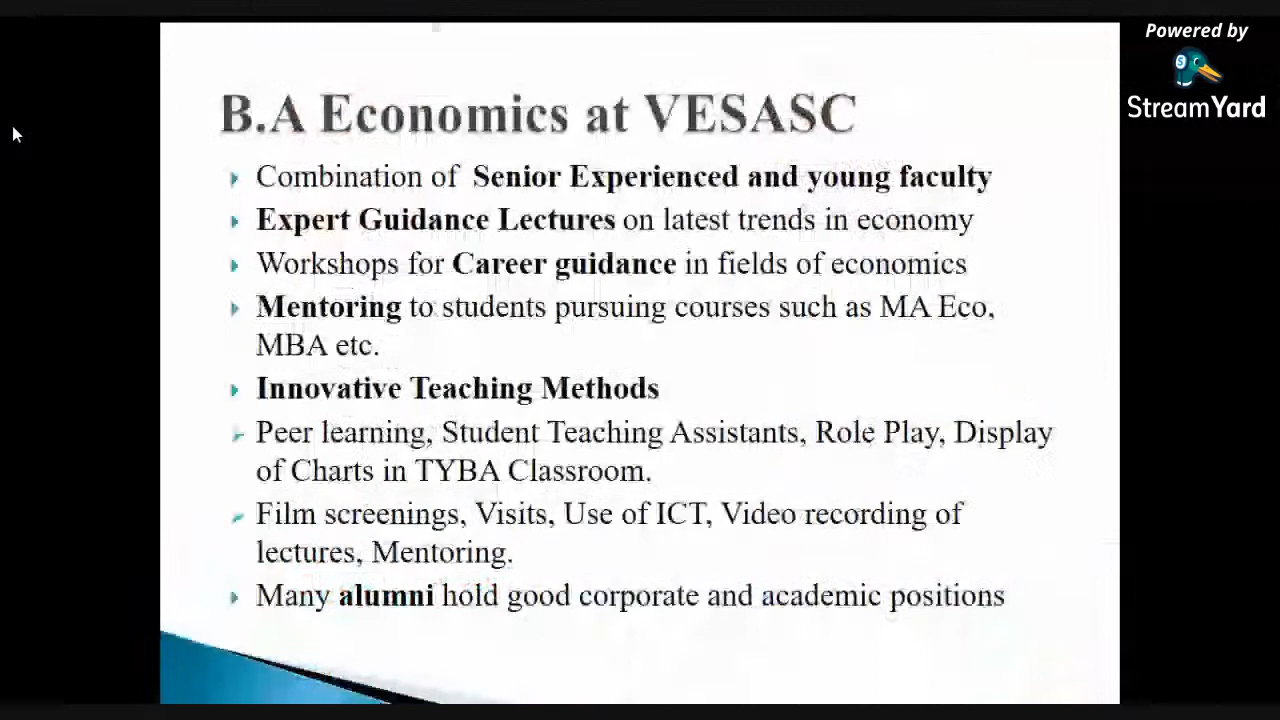 Powered by
StreamYard
B.A Economics at VESASC
Combination of Senior Experienced and young faculty
Expert Guidance Lectures on latest trends in economy
Workshops for Career guidance in fields of economics
Mentoring to students pursuing courses such as MA Eco,
MBA etc.
Innovative Teaching Methods
Peer learning, Student Teaching Assistants, Role Play, Display
of Charts in TYBA Classroom.
Film screenings, Visits, Use of ICT, Video recording of
lectures, Mentoring.
Many alumni hold good corporate and academic positions